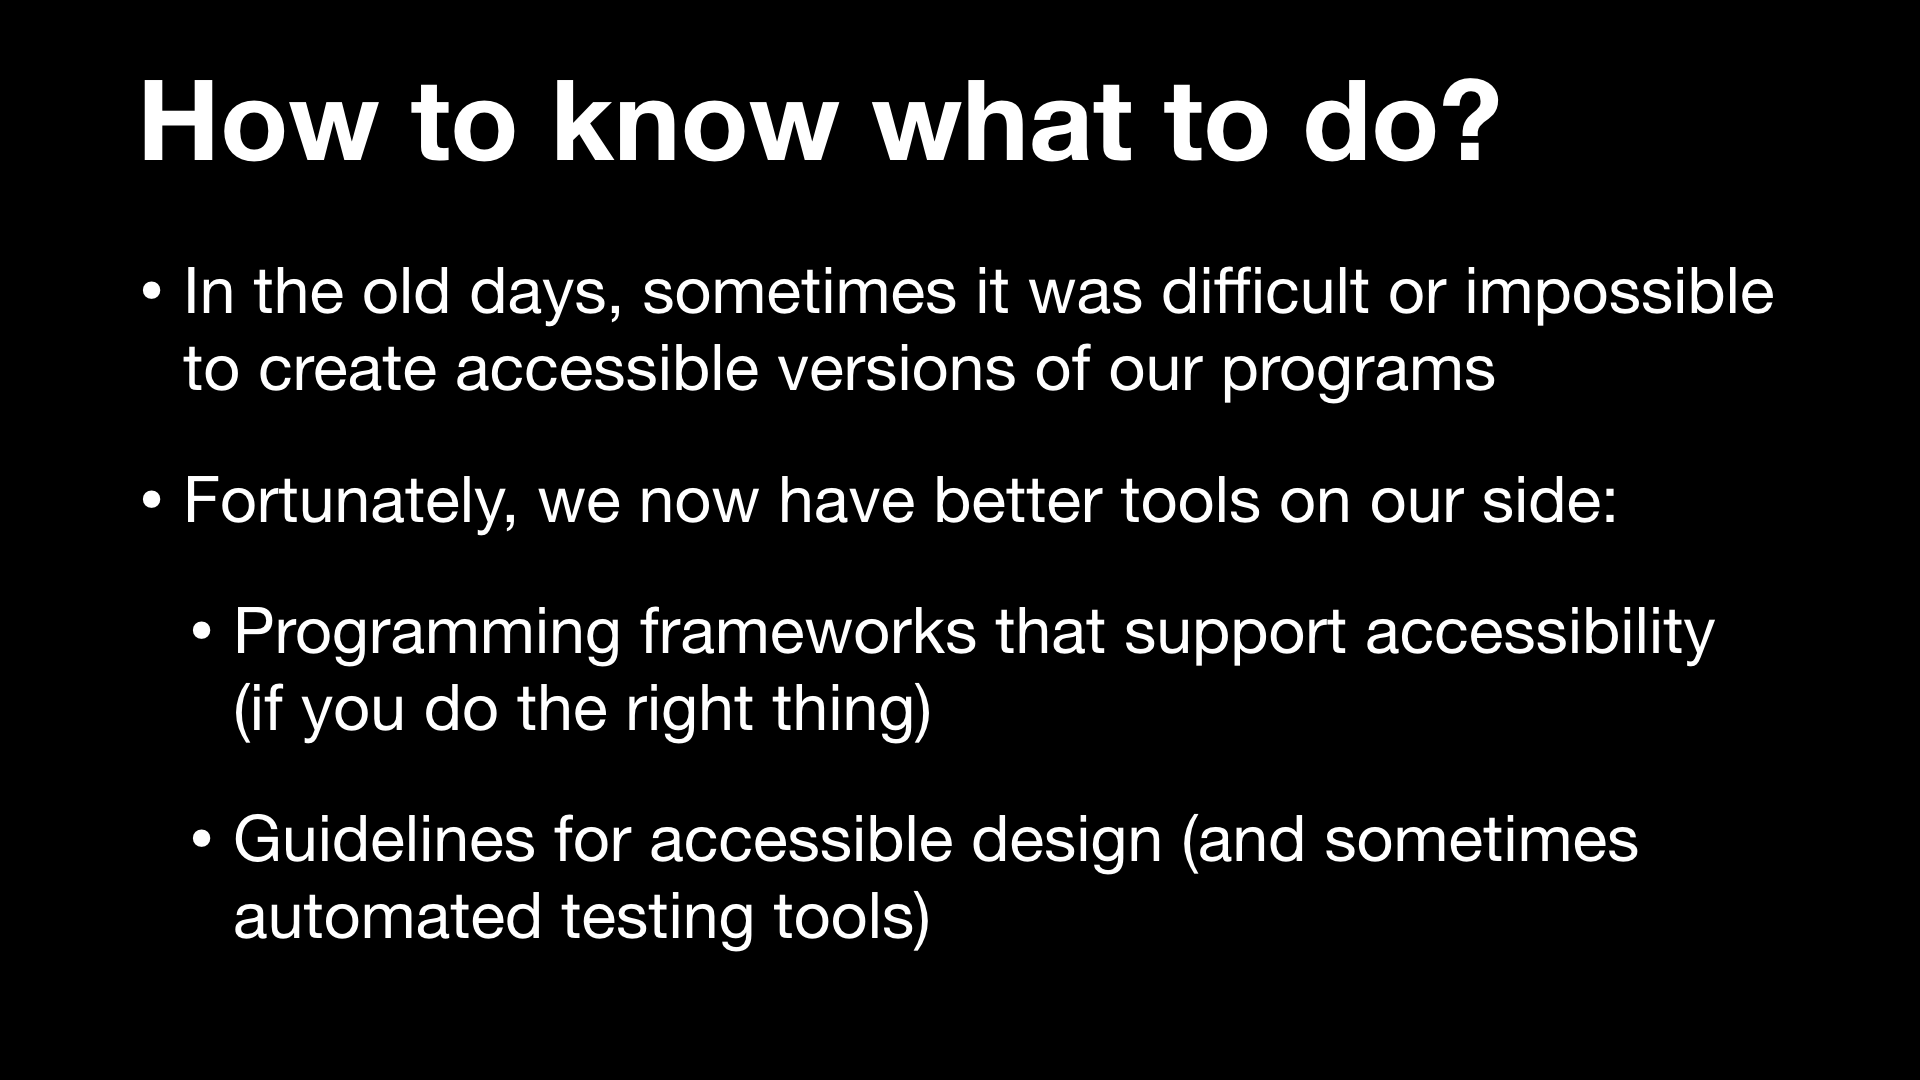 How to know what to do?
• In the old days, sometimes it was difficult or impossible
to create accessible versions of our programs
• Fortunately, we now have better tools on our side:
• Programming frameworks that support accessibility
(if you do the right thing)
• Guidelines for accessible design (and sometimes
automated testing tools)